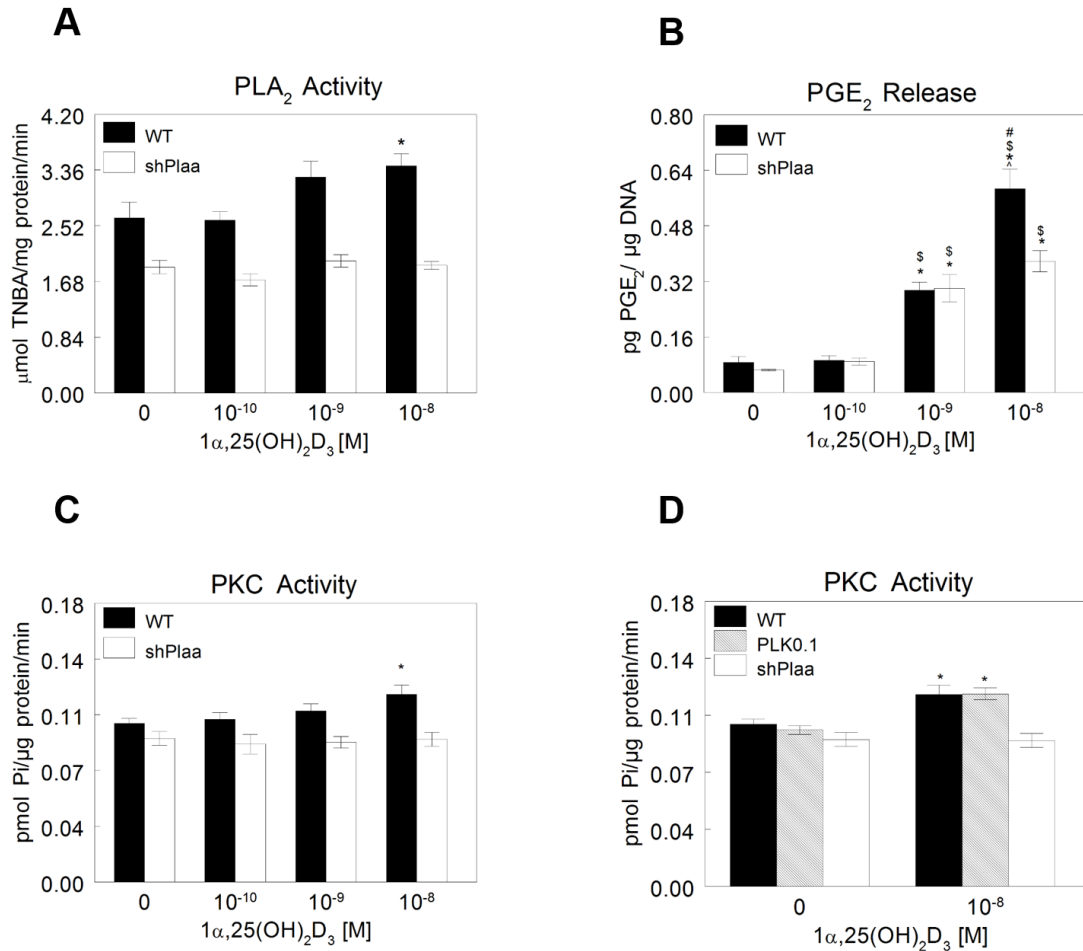 A
PLA₂ Activity
WT
shPlaa
*
4.20
3.36
2.52
1.68
0.84
0.00
μmol TNBA/mg protein/min
0 10⁻¹⁰ 10⁻⁹ 10⁻⁸
1α,25(OH)₂D₃ [M]
B
PGE₂ Release
WT
shPlaa
#
$
*
^
$
*
$
*
$
*
0.80
0.64
0.48
0.32
0.16
0.00
pg PGE₂/ μg DNA
0 10⁻¹⁰ 10⁻⁹ 10⁻⁸
1α,25(OH)₂D₃ [M]
C
PKC Activity
WT
shPlaa
*
0.18
0.14
0.11
0.07
0.04
0.00
pmol Pi/μg protein/min
0 10⁻¹⁰ 10⁻⁹ 10⁻⁸
1α,25(OH)₂D₃ [M]
D
PKC Activity
WT
PLK0.1
shPlaa
* *
0.18
0.14
0.11
0.07
0.04
0.00
pmol Pi/μg protein/min
0 10⁻⁸
1α,25(OH)₂D₃ [M]